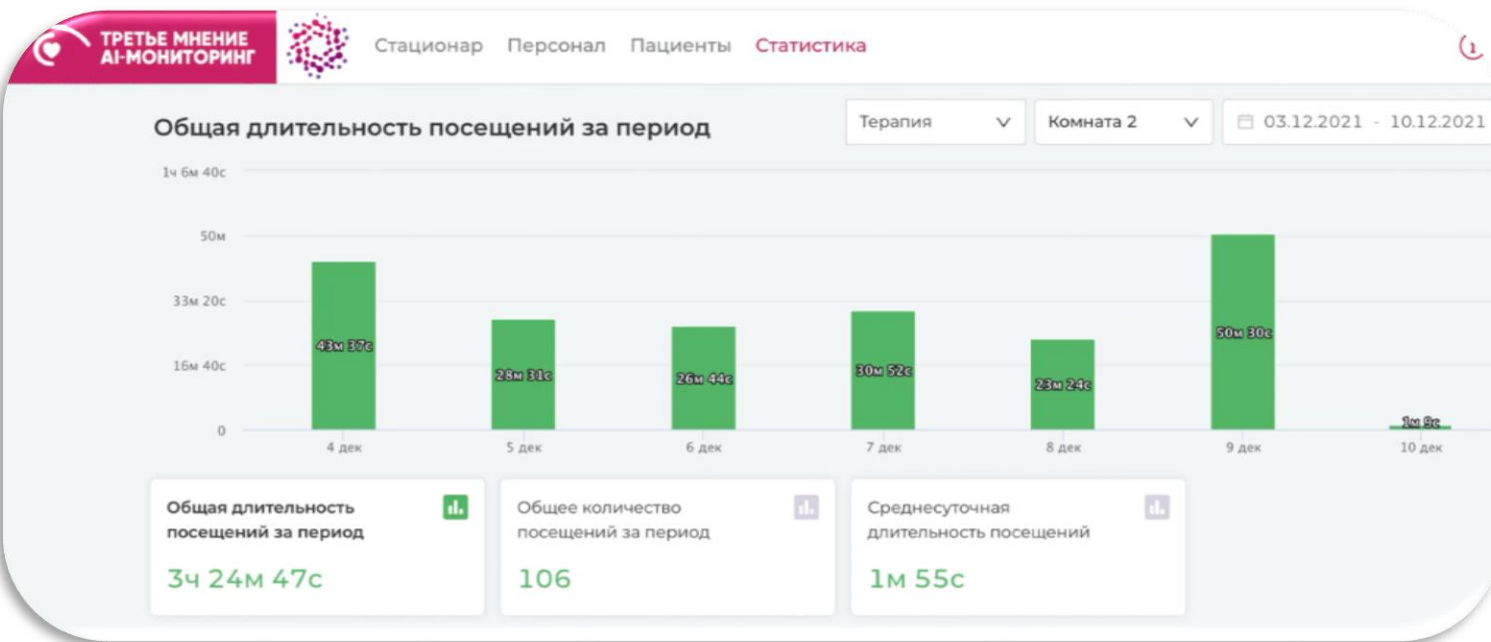 ТРЕТЬЕ МНЕНИЕ
AI-МОНИТОРИНГ
Стационар Персонал Пациенты Статистика
1
Общая длительность посещений за период
Терапия
Комната 2
03.12.2021 - 10.12.2021
1ч 6м 40с
50м
33м 20с
16м 40с
0
43м 37с
28м 31с
26м 44с
30м 52с
23м 24с
50м 30с
1м 9с
4 дек
5 дек
6 дек
7 дек
8 дек
9 дек
10 дек
Общая длительность
посещений за период
3ч 24м 47с
Общее количество
посещений за период
106
Среднесуточная
длительность посещений
1м 55с